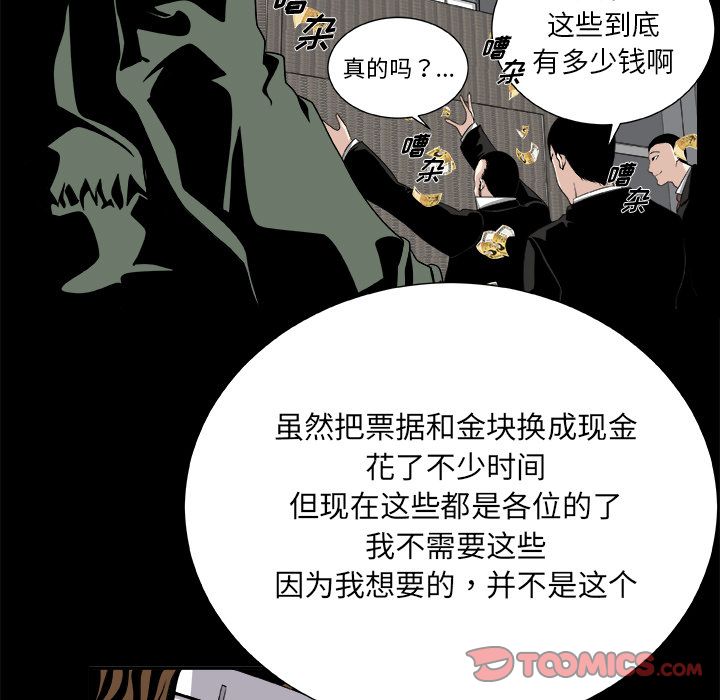 嘈杂
这些到底
有多少钱啊
嘈杂
真的吗？...
嘈杂
嘈杂
虽然把票据和金块换成现金
花了不少时间
但现在这些都是各位的了
我不需要这些
因为我想要的，并不是这个
TOOMICS.COM